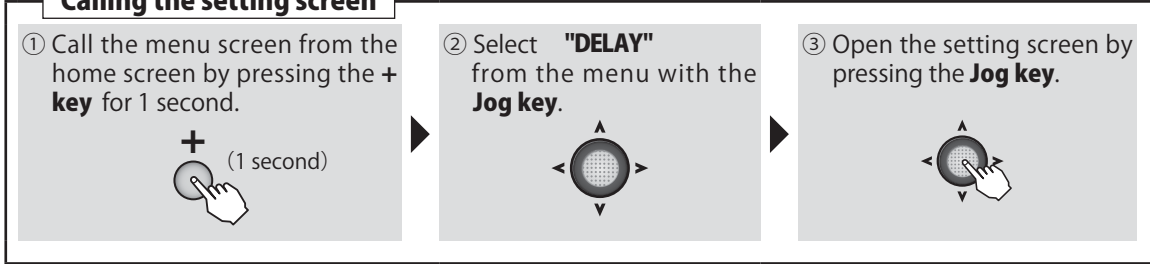 Calling the setting screen
① Call the menu screen from the
home screen by pressing the +
key for 1 second.
+
(1 second)
② Select "DELAY"
from the menu with the
Jog key.
③ Open the setting screen by
pressing the Jog key.